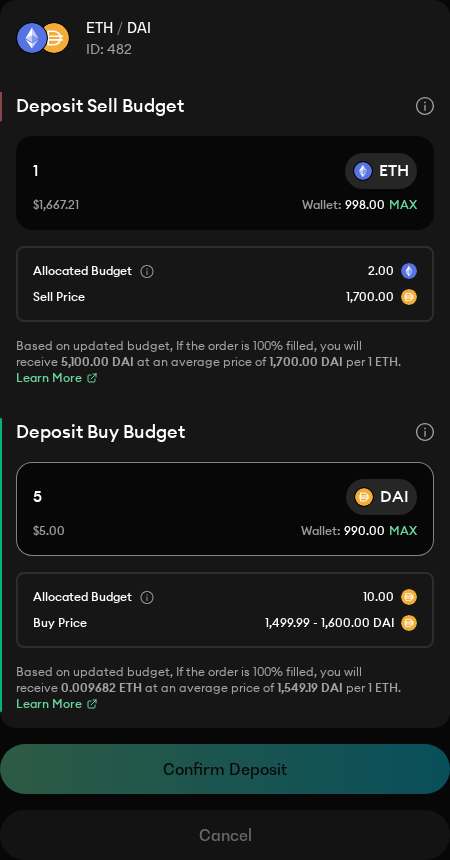 ETH / DAI
ID: 482
Deposit Sell Budget
1
ETH
$1,667.21
Wallet: 998.00 MAX
Allocated Budget
2.00
Sell Price
1,700.00
Based on updated budget, If the order is 100% filled, you will
receive 5,100.00 DAI at an average price of 1,700.00 DAI per 1 ETH.
Learn More
Deposit Buy Budget
5
DAI
$5.00
Wallet: 990.00 MAX
Allocated Budget
10.00
Buy Price
1,499.99 - 1,600.00 DAI
Based on updated budget, If the order is 100% filled, you will
receive 0.009682 ETH at an average price of 1,549.19 DAI per 1 ETH.
Learn More
Confirm Deposit
Cancel